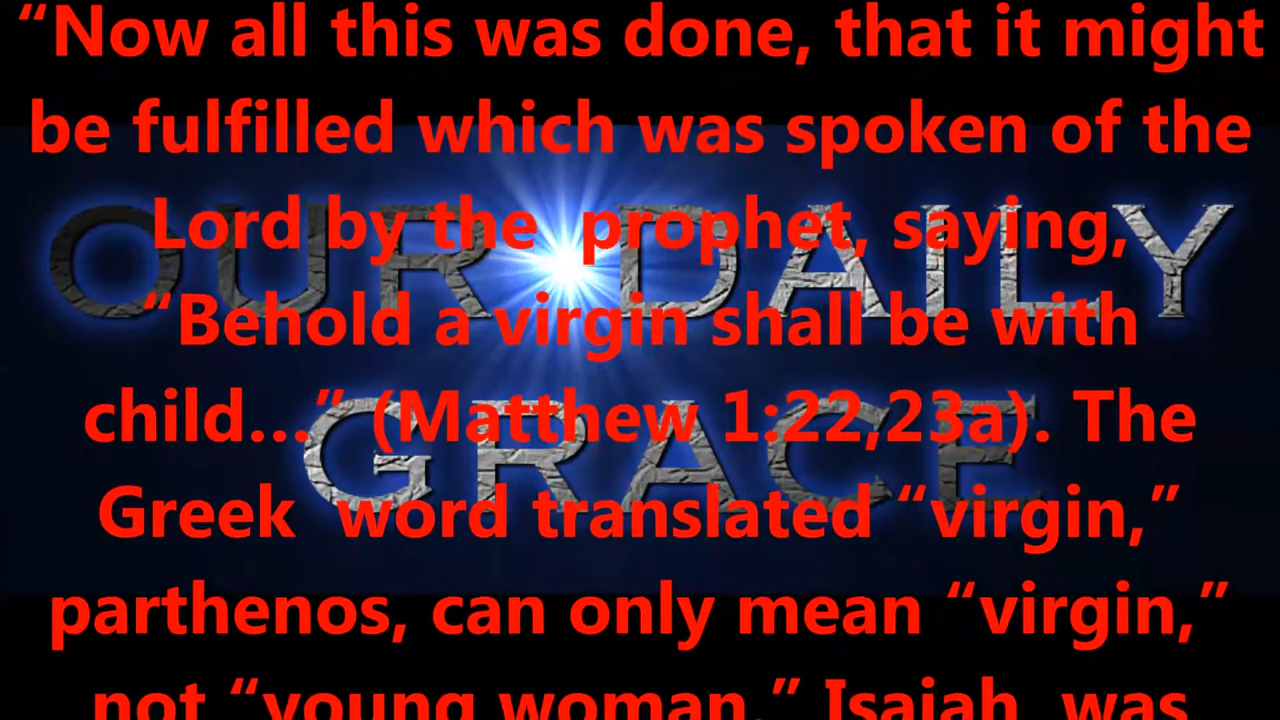 “Now all this was done, that it might
be fulfilled which was spoken of the
Lord by the prophet, saying,
“Behold a virgin shall be with
child...” (Matthew 1:22,23a). The
Greek word translated “virgin,”
parthenos, can only mean “virgin,”
not “young woman.” Isaiah was
OUR DAILY
GRACE